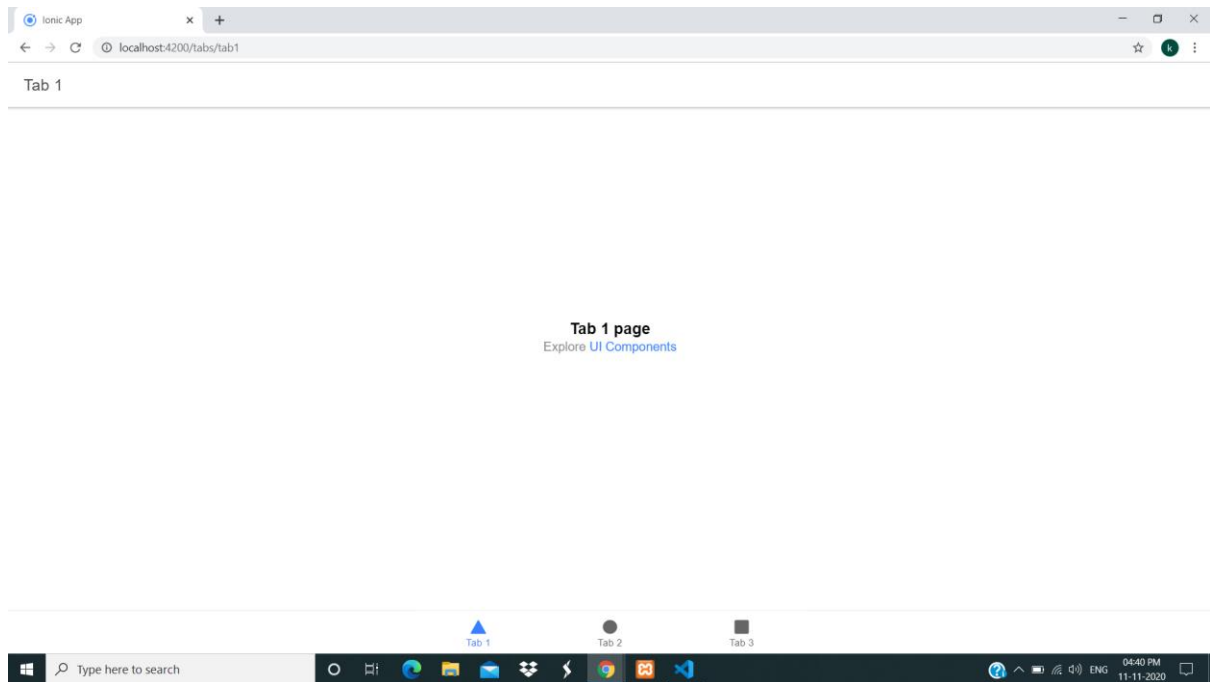 Ionic App
localhost:4200/tabs/tab1
k
Tab 1
Tab 1 page
Explore UI Components
Tab 1 Tab 2 Tab 3
Type here to search
ENG
04:40 PM
11-11-2020